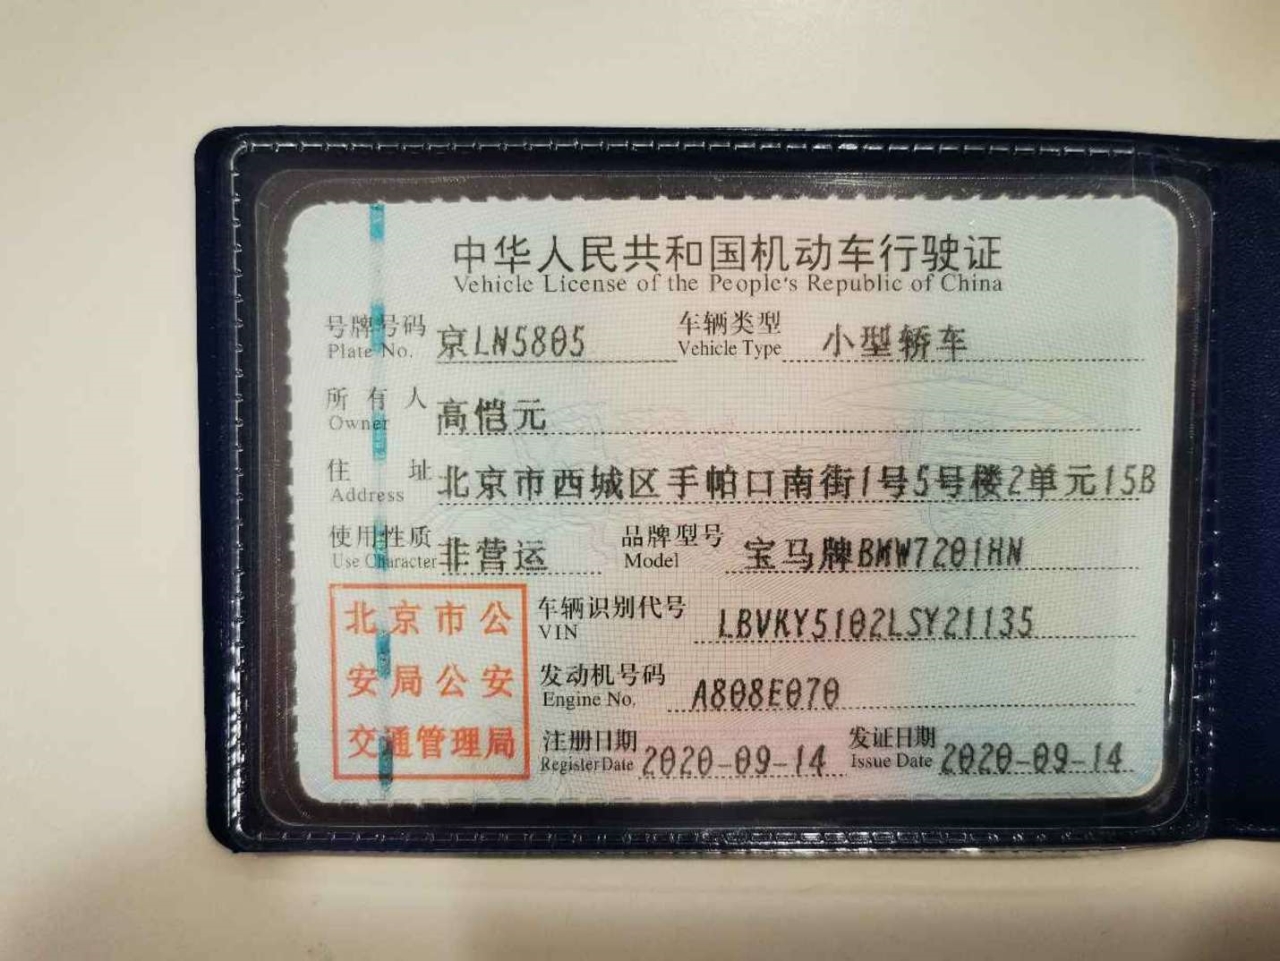 中华人民共和国机动车行驶证
Vehicle License of the People's Republic of China
号牌号码 京LN5805 车辆类型 小型轿车
Plate No. Vehicle Type
所有人 高恺元
Owner
住址 北京市西城区手帕口南街1号5号楼2单元15B
Address
使用性质 非营运 品牌型号 宝马牌BMW7201HN
Use Character Model
北京市公
安局公安
交通管理局
车辆识别代号 LBVKY5102LSY21135
VIN
发动机号码 A808E070
Engine No.
注册日期 2020-09-14 发证日期 2020-09-14
Register Date Issue Date